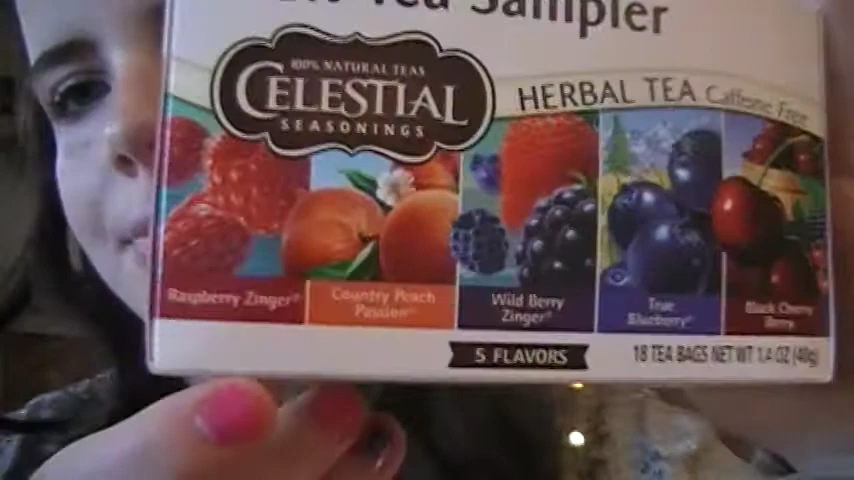 Tea Sampler
100% NATURAL TEAS
CELESTIAL
SEASONINGS
HERBAL TEA Caffeine Free
Raspberry Zinger®
Country Peach
Passion®
Wild Berry
Zinger®
True
Blueberry®
Black Cherry
Berry
5 FLAVORS
18 TEA BAGS NET WT 1.4 OZ (40g)